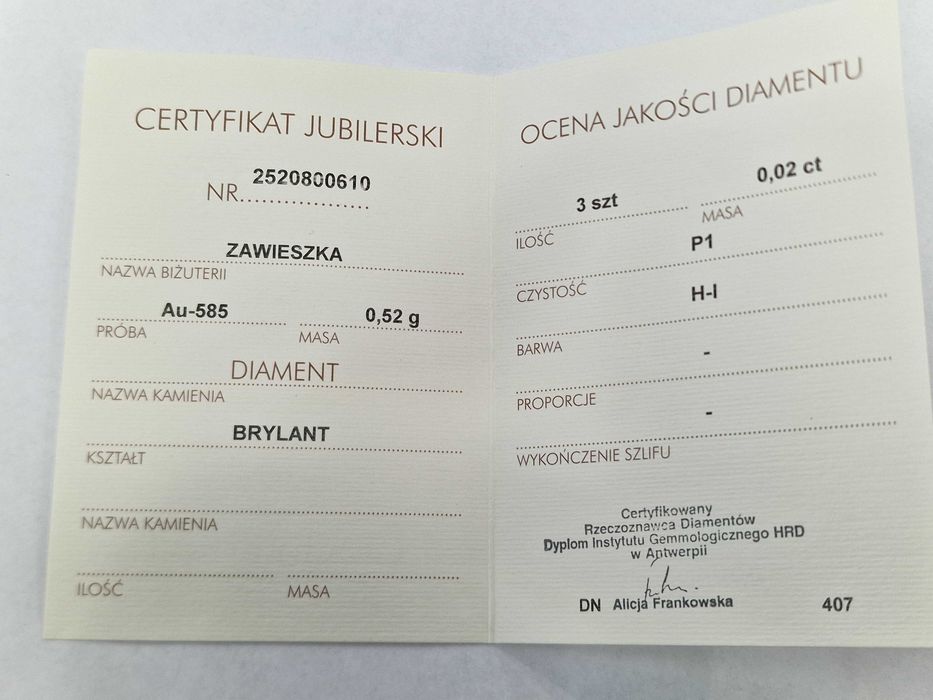 CERTYFIKAT JUBILERSKI
NR.................. 2520800610
ZAWIESZKA
NAZWA BIŻUTERII
Au-585 0,52 g
PRÓBA MASA
DIAMENT
NAZWA KAMIENIA
BRYLANT
KSZTAŁT
NAZWA KAMIENIA
ILOŚĆ MASA
OCENA JAKOŚCI DIAMENTU
3 szt 0,02 ct
ILOŚĆ MASA
P1
CZYSTOŚĆ
H-I
BARWA
-
PROPORCJE
-
WYKOŃCZENIE SZLIFU
Certyfikowany
Rzeczoznawca Diamentów
Dyplom Instytutu Gemmologicznego HRD
w Antwerpii
DN Alicja Frankowska 407